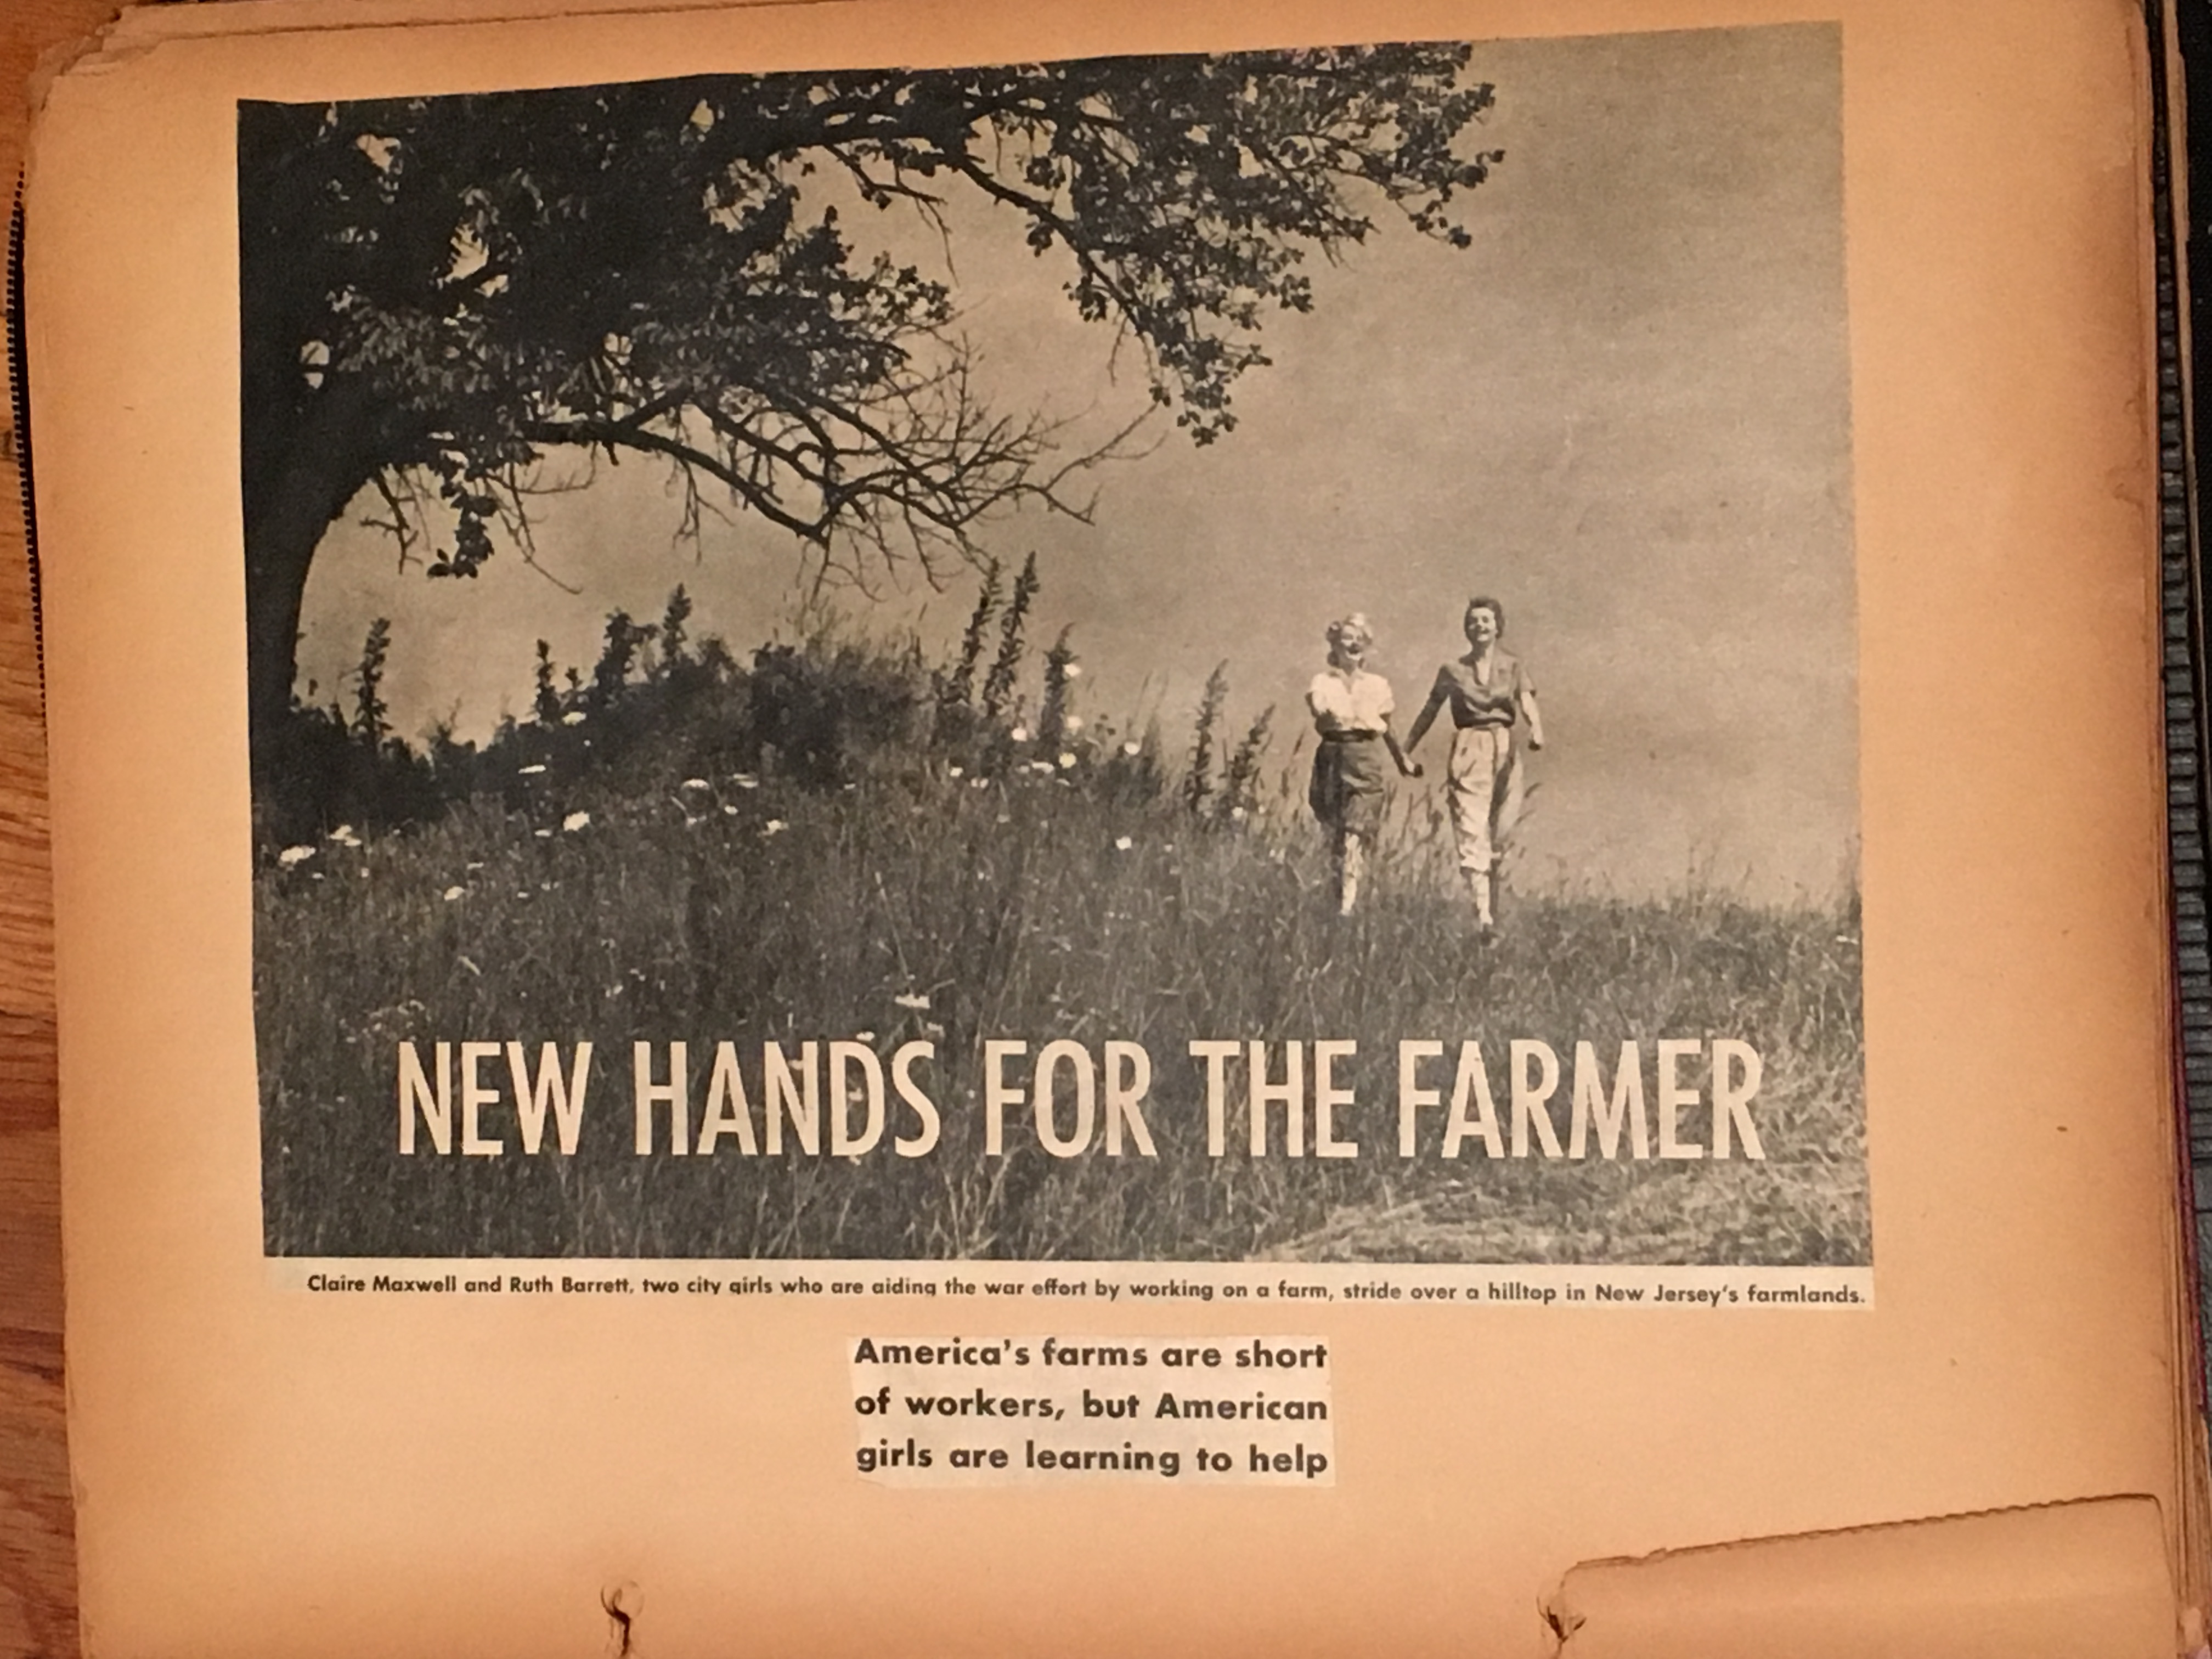 NEW HANDS FOR THE FARMER
Claire Maxwell and Ruth Barrett, two city girls who are aiding the war effort by working on a farm, stride over a hilltop in New Jersey's farmlands.
America's farms are short
of workers, but American
girls are learning to help